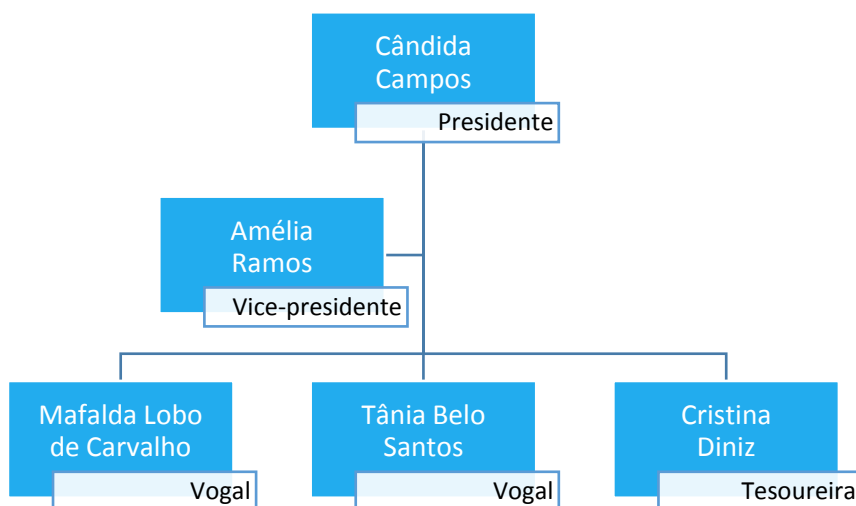 Cândida
Campos
Presidente
Amélia
Ramos
Vice-presidente
Mafalda Lobo
de Carvalho
Vogal
Tânia Belo
Santos
Vogal
Cristina
Diniz
Tesoureira